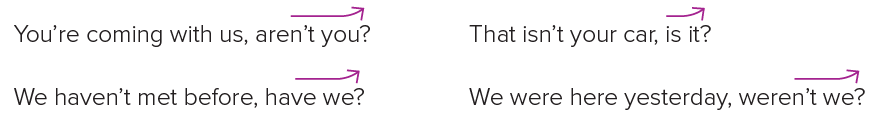 You’re coming with us, aren’t you?
That isn’t your car, is it?
We haven’t met before, have we?
We were here yesterday, weren’t we?